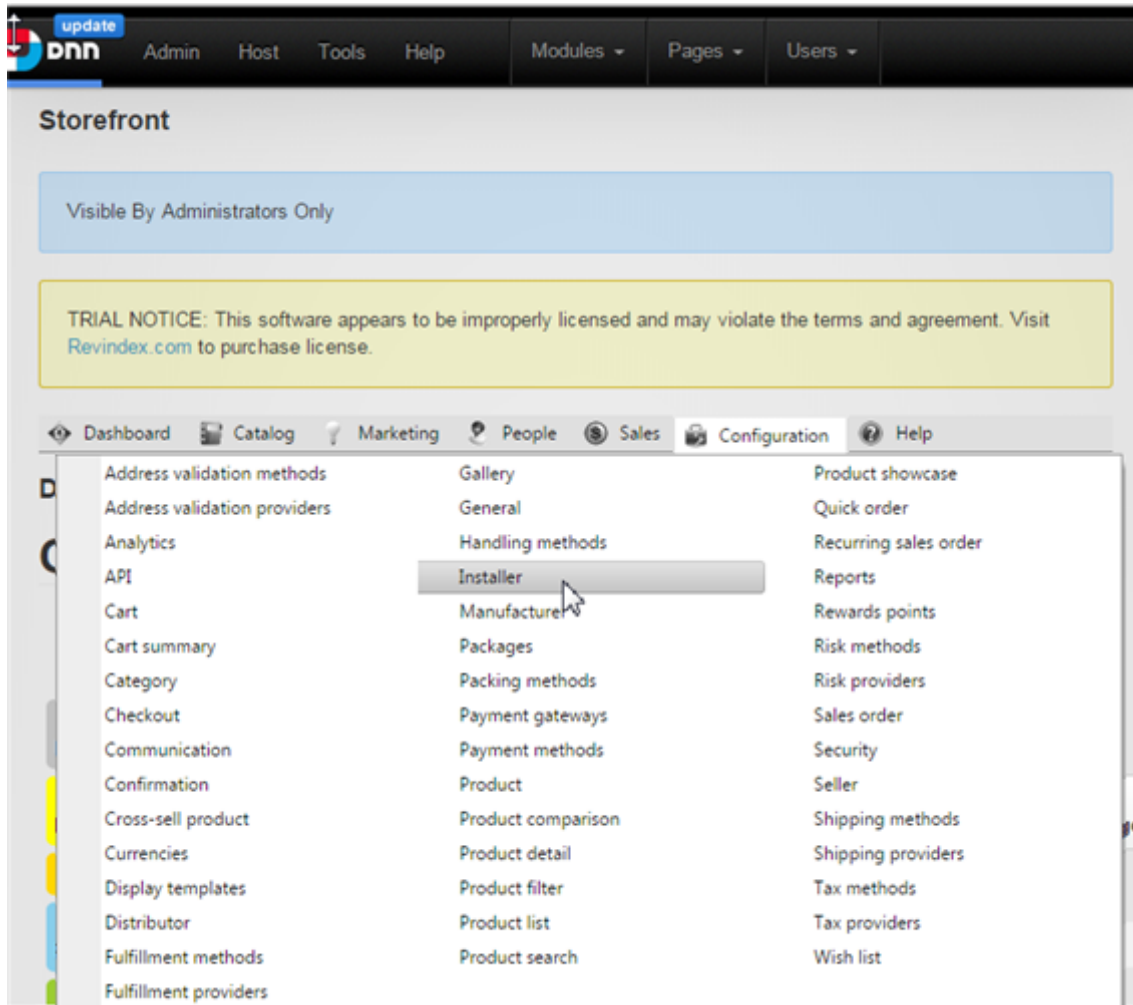 update
DNN Admin Host Tools Help Modules Pages Users
Storefront
Visible By Administrators Only
TRIAL NOTICE: This software appears to be improperly licensed and may violate the terms and agreement. Visit
Revindex.com to purchase license.
Dashboard Catalog Marketing People Sales Configuration Help
Address validation methods Gallery Product showcase
Address validation providers General Quick order
Analytics Handling methods Recurring sales order
API Installer Reports
Cart Manufacturer Rewards points
Cart summary Packages Risk methods
Category Packing methods Risk providers
Checkout Payment gateways Sales order
Communication Payment methods Security
Confirmation Product Seller
Cross-sell product Product comparison Shipping methods
Currencies Product detail Shipping providers
Display templates Product filter Tax methods
Distributor Product list Tax providers
Fulfillment methods Product search Wish list
Fulfillment providers